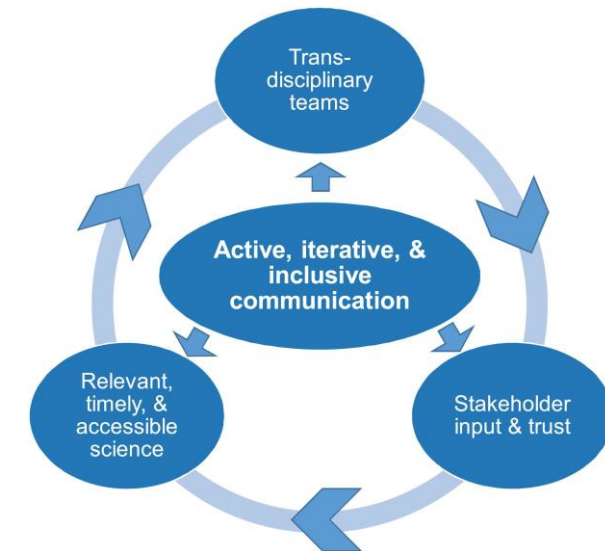 Trans-
disciplinary
teams
Active, iterative, &
inclusive
communication
Relevant,
timely, &
accessible
science
Stakeholder
input & trust